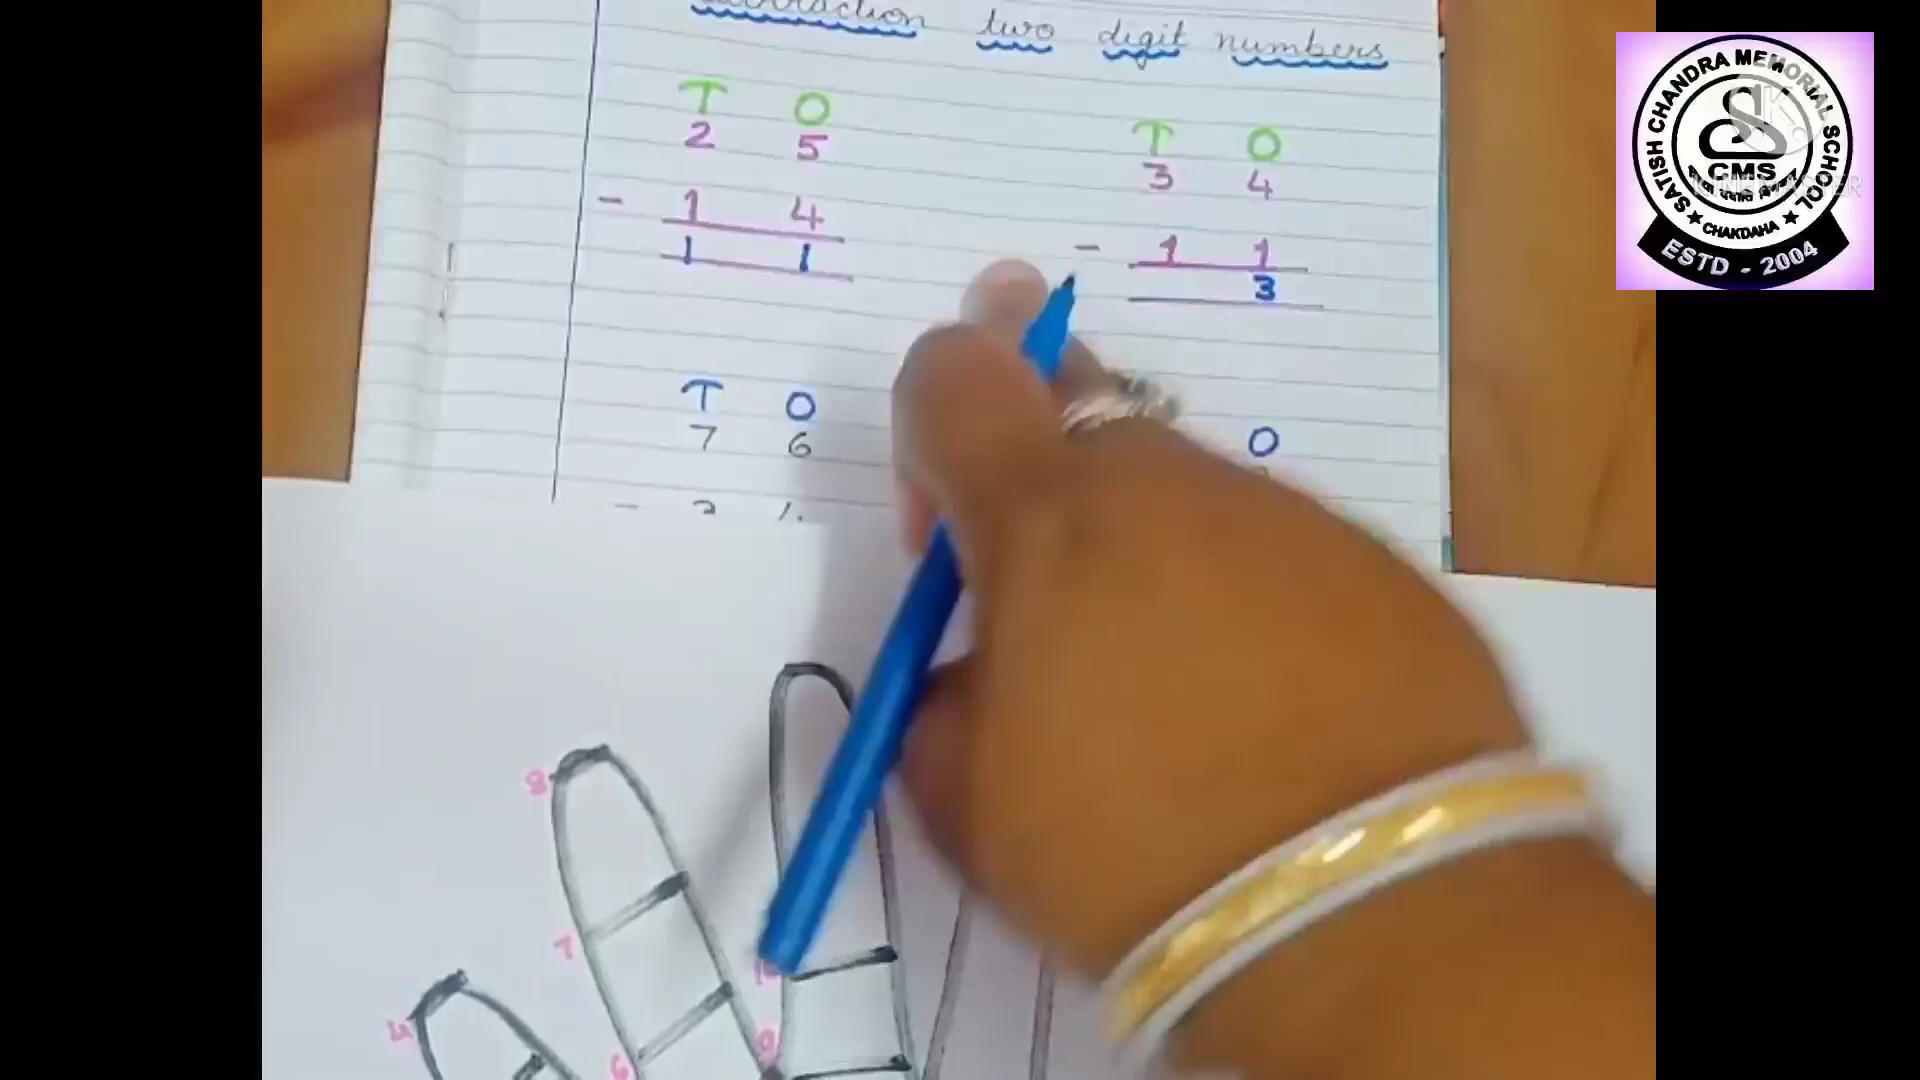 two digit numbers
T O
2 5
- 1 4
1 1
T O
3 4
- 1 1
3
T O
7 6
-
O
8
7
6
4
9
SATISH CHANDRA MEMORIAL SCHOOL
CMS
CHAKDAHA
ESTD - 2004